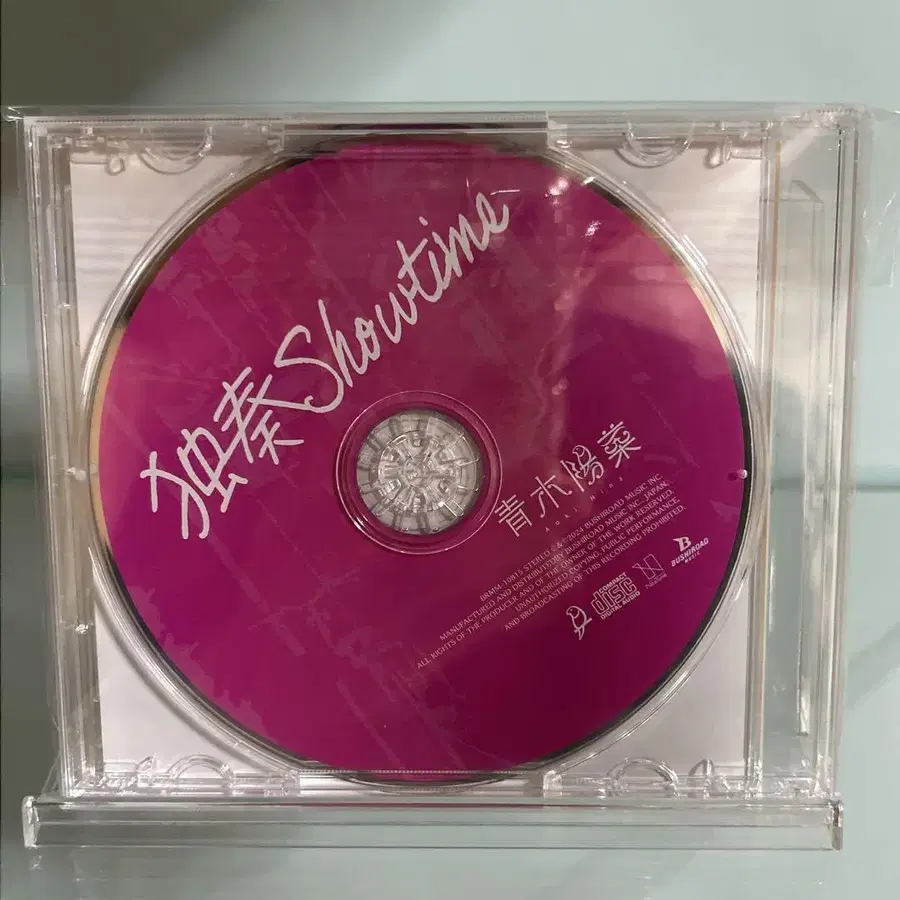 独奏Showtime
青木陽菜
AOKI HINA
BRMM-10815 STEREO ℗&©2024 BUSHIROAD MUSIC INC.
MANUFACTURED AND DISTRIBUTED BY BUSHIROAD MUSIC INC., JAPAN.
ALL RIGHTS OF THE PRODUCER AND OF THE OWNER OF THE WORK RESERVED.
UNAUTHORIZED COPYING, PUBLIC PERFORMANCE,
AND BROADCASTING OF THIS RECORDING PROHIBITED.
COMPACT
disc
DIGITAL AUDIO
BUSHIROAD
MUSIC